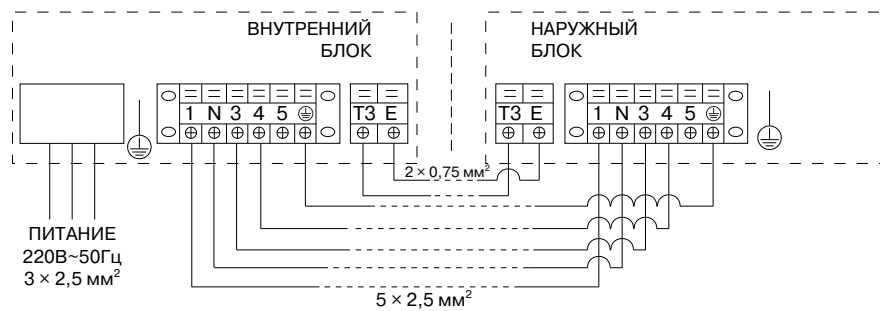 ВНУТРЕННИЙ
БЛОК
НАРУЖНЫЙ
БЛОК
1 N 3 4 5
T3 E
T3 E
1 N 3 4 5
2 × 0,75 мм²
ПИТАНИЕ
220В~50Гц
3 × 2,5 мм²
5 × 2,5 мм²